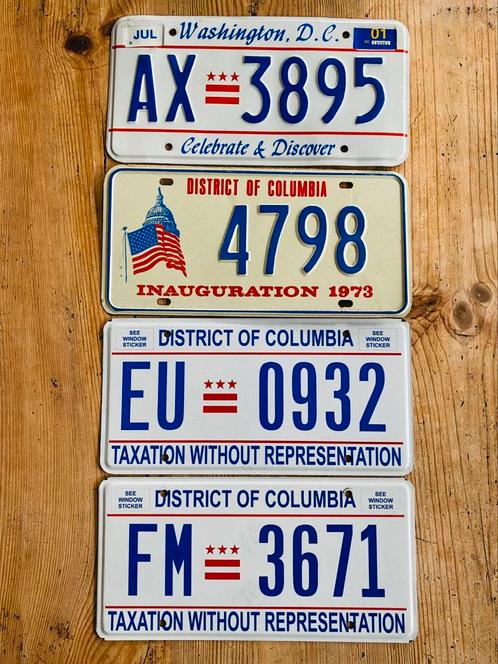 JUL Washington, D.C. 01
AX 3895
Celebrate & Discover
DISTRICT OF COLUMBIA
4798
INAUGURATION 1973
SEE WINDOW STICKER DISTRICT OF COLUMBIA SEE WINDOW STICKER
EU 0932
TAXATION WITHOUT REPRESENTATION
SEE WINDOW STICKER DISTRICT OF COLUMBIA SEE WINDOW STICKER
FM 3671
TAXATION WITHOUT REPRESENTATION